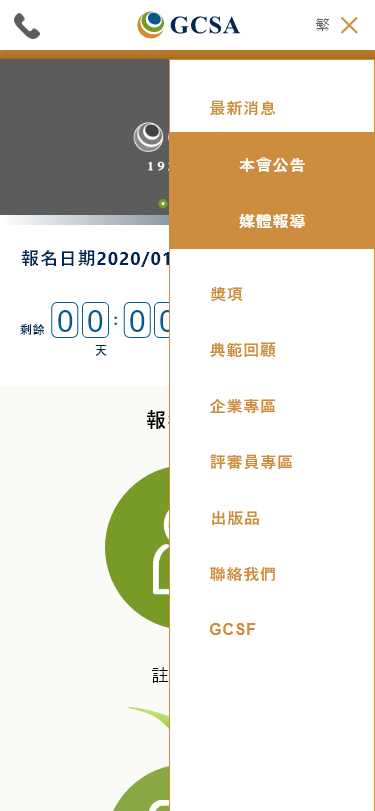 GCSA
繁
最新消息
本會公告
媒體報導
獎項
典範回顧
企業專區
評審員專區
出版品
聯絡我們
GCSF
報名日期2020/01
剩餘 00:00
天
報
註